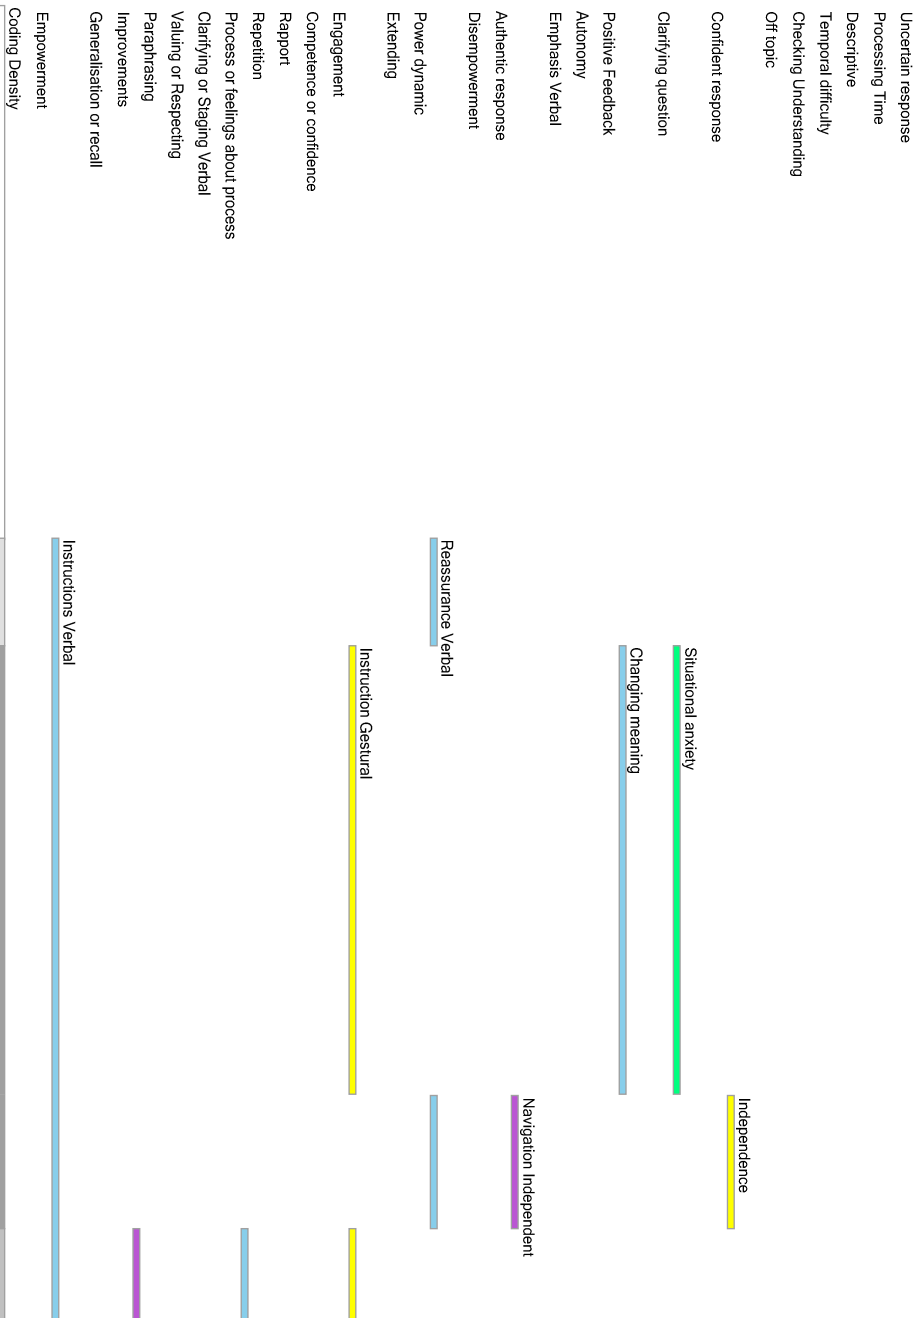 Uncertain response
Processing Time
Descriptive
Temporal difficulty
Checking Understanding
Off topic
Independence
Confident response
Situational anxiety
Clarifying question
Changing meaning
Positive Feedback
Autonomy
Emphasis Verbal
Navigation Independent
Authentic response
Disempowerment
Reassurance Verbal
Power dynamic
Extending
Instruction Gestural
Engagement
Competence or confidence
Rapport
Repetition
Process or feelings about process
Clarifying or Staging Verbal
Valuing or Respecting
Paraphrasing
Improvements
Generalisation or recall
Instructions Verbal
Empowerment
Coding Density